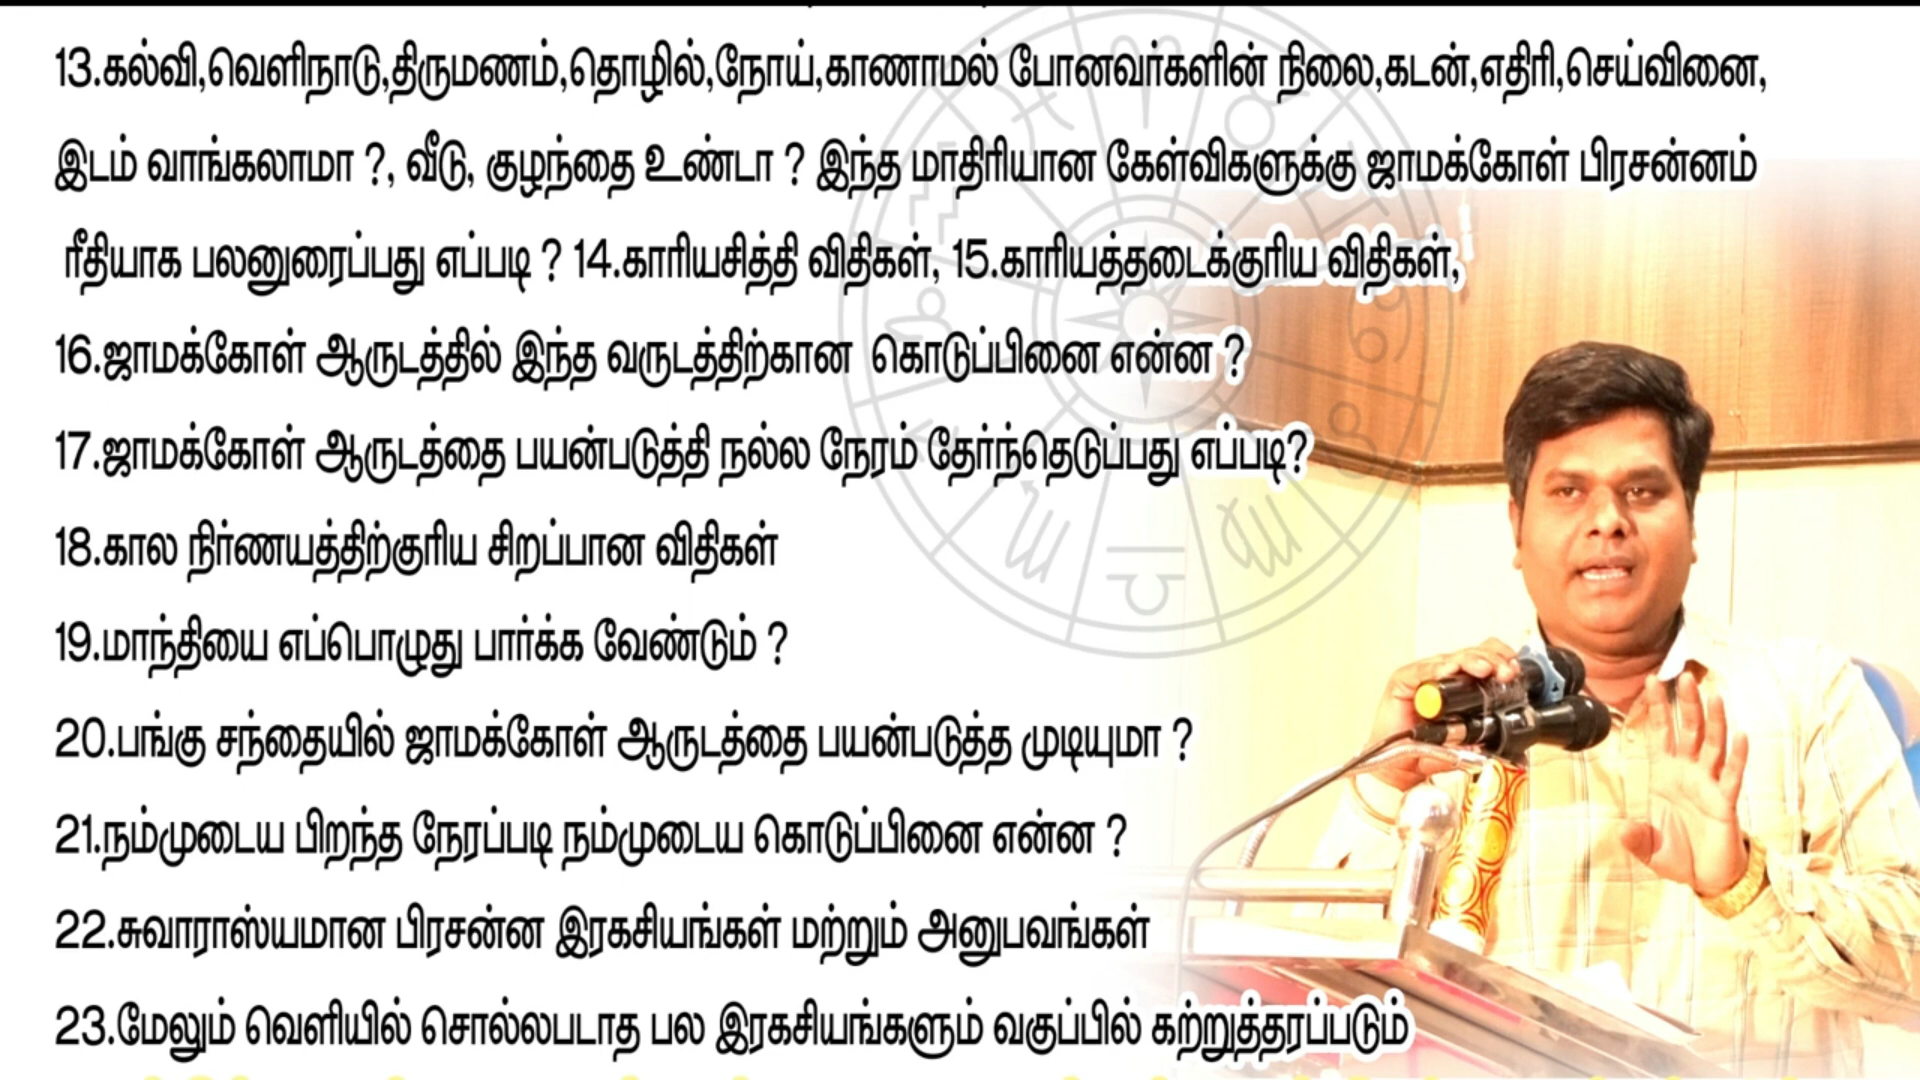 13.கல்வி,வெளிநாடு,திருமணம்,தொழில்,நோய்,காணாமல் போனவர்களின் நிலை,கடன்,எதிரி,செய்வினை,
இடம் வாங்கலாமா ?, வீடு, குழந்தை உண்டா ? இந்த மாதிரியான கேள்விகளுக்கு ஜாமக்கோள் பிரசன்னம்
ரீதியாக பலனுரைப்பது எப்படி ? 14.காரியசித்தி விதிகள், 15.காரியத்தடைக்குரிய விதிகள்,
16.ஜாமக்கோள் ஆருடத்தில் இந்த வருடத்திற்கான கொடுப்பினை என்ன ?
17.ஜாமக்கோள் ஆருடத்தை பயன்படுத்தி நல்ல நேரம் தேர்ந்தெடுப்பது எப்படி?
18.கால நிர்ணயத்திற்குரிய சிறப்பான விதிகள்
19.மாந்தியை எப்பொழுது பார்க்க வேண்டும் ?
20.பங்கு சந்தையில் ஜாமக்கோள் ஆருடத்தை பயன்படுத்த முடியுமா ?
21.நம்முடைய பிறந்த நேரப்படி நம்முடைய கொடுப்பினை என்ன ?
22.சுவாராஸ்யமான பிரசன்ன இரகசியங்கள் மற்றும் அனுபவங்கள்
23.மேலும் வெளியில் சொல்லபடாத பல இரகசியங்களும் வகுப்பில் கற்றுத்தரப்படும்